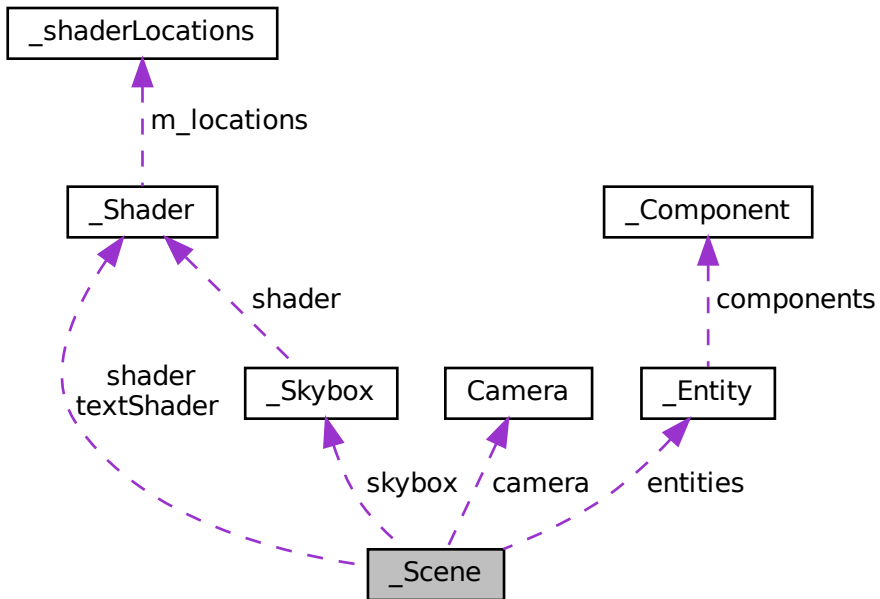 _shaderLocations
m_locations
_Shader
_Component
shader
components
shader
textShader
_Skybox
Camera
_Entity
skybox
camera
entities
_Scene